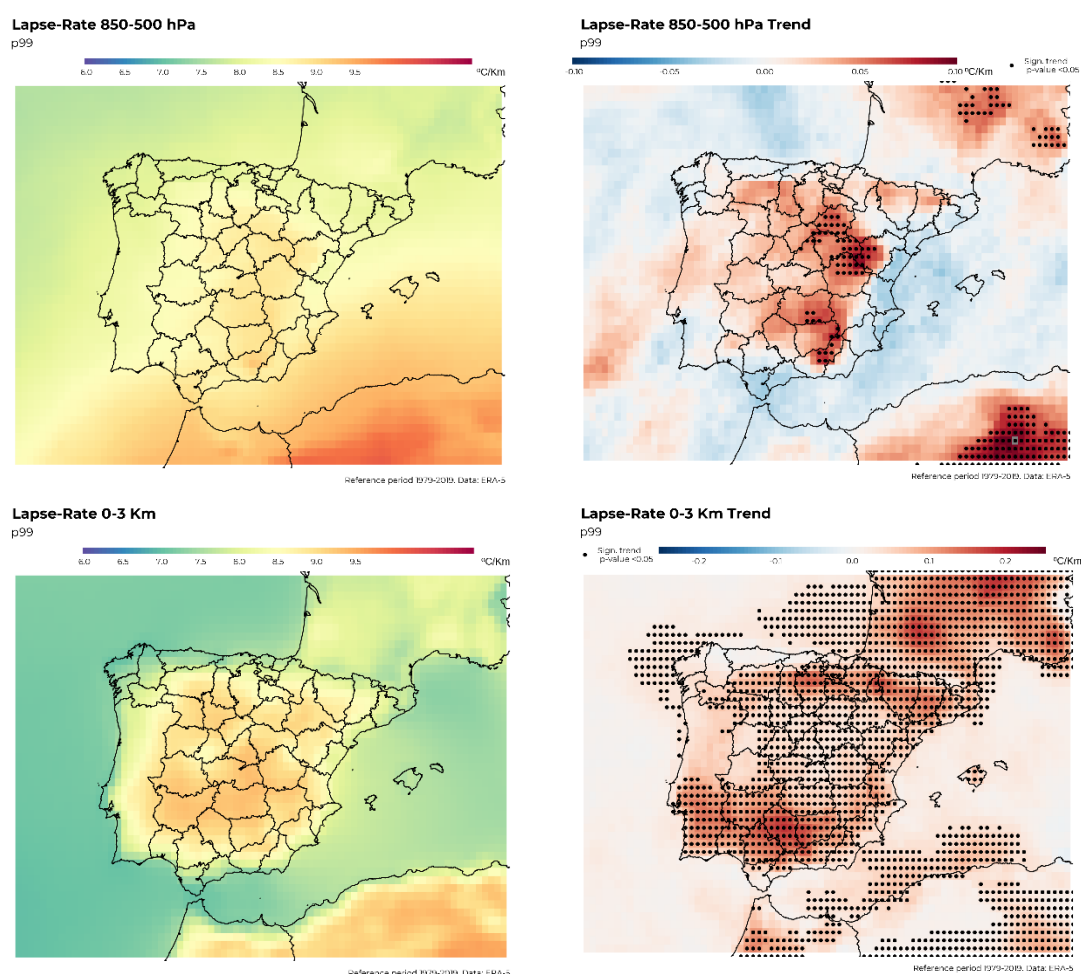 Lapse-Rate 850-500 hPa
p99
6.0 6.5 7.0 7.5 8.0 8.5 9.0 9.5 ºC/Km
Reference period 1979-2019. Data: ERA-5
Lapse-Rate 850-500 hPa Trend
p99
-0.10 -0.05 0.00 0.05 0.10 ºC/Km
Sign. trend
p-value <0.05
Reference period 1979-2019. Data: ERA-5
Lapse-Rate 0-3 Km
p99
6.0 6.5 7.0 7.5 8.0 8.5 9.0 9.5 ºC/Km
Reference period 1979-2019. Data: ERA-5
Lapse-Rate 0-3 Km Trend
p99
Sign. trend
p-value <0.05
-0.2 -0.1 0.0 0.1 0.2 ºC/Km
Reference period 1979-2019. Data: ERA-5